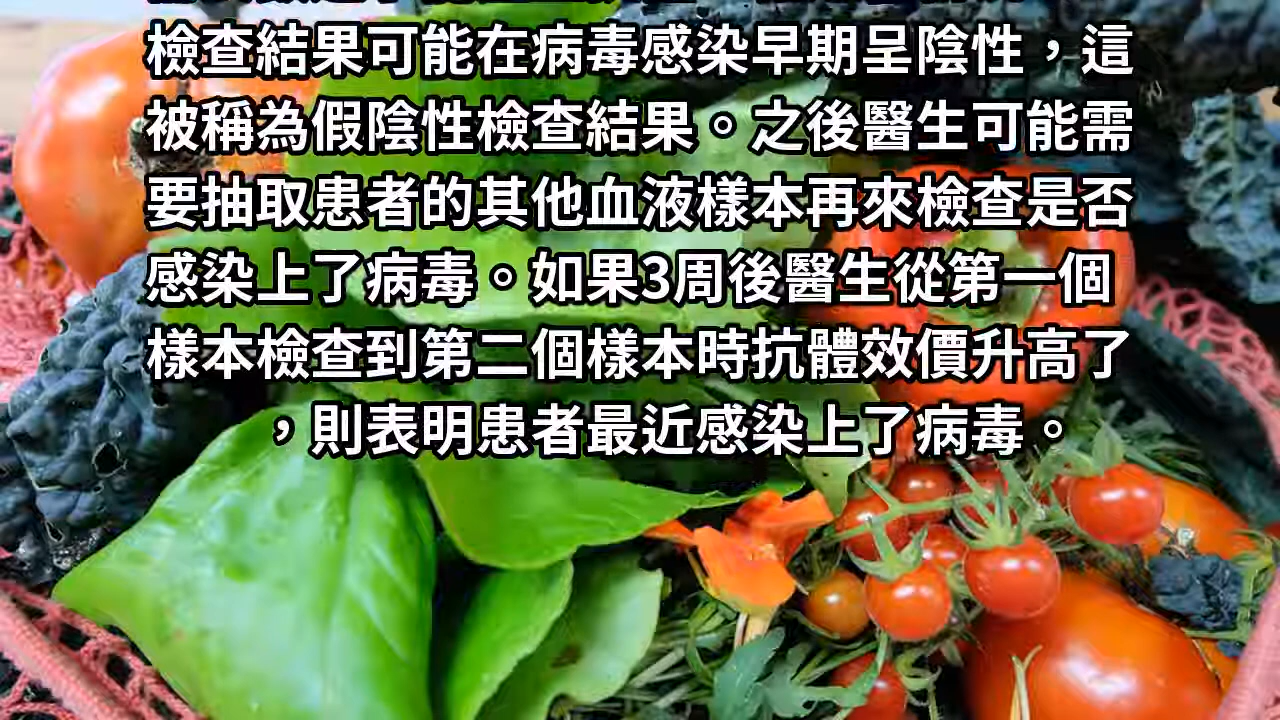 檢查結果可能在病毒感染早期呈陰性，這
被稱為假陰性檢查結果。之後醫生可能需
要抽取患者的其他血液樣本再來檢查是否
感染上了病毒。如果3周後醫生從第一個
樣本檢查到第二個樣本時抗體效價升高了
，則表明患者最近感染上了病毒。